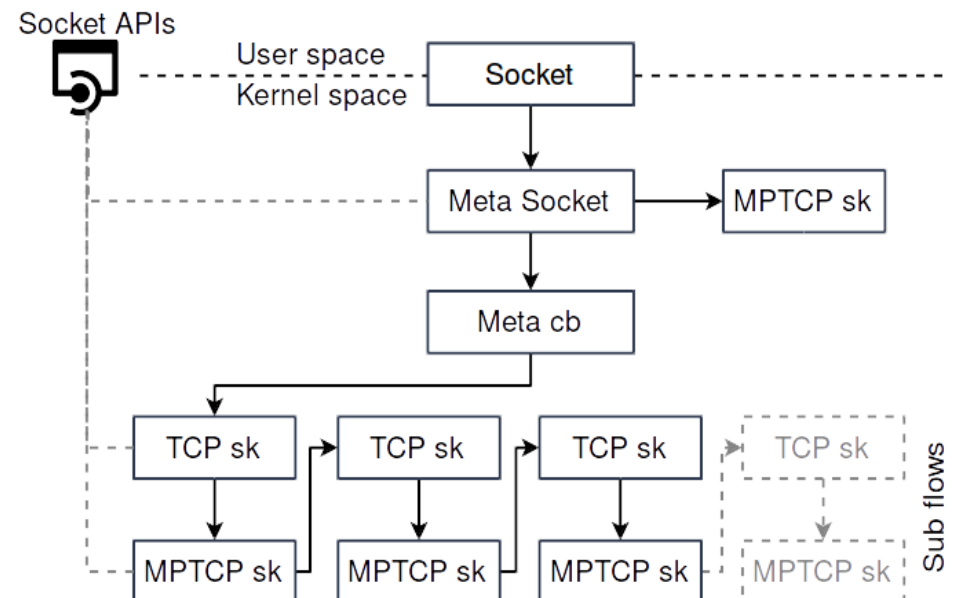 Socket APIs
User space
Kernel space
Socket
Meta Socket
MPTCP sk
Meta cb
TCP sk
TCP sk
TCP sk
TCP sk
MPTCP sk
MPTCP sk
MPTCP sk
MPTCP sk
Sub flows